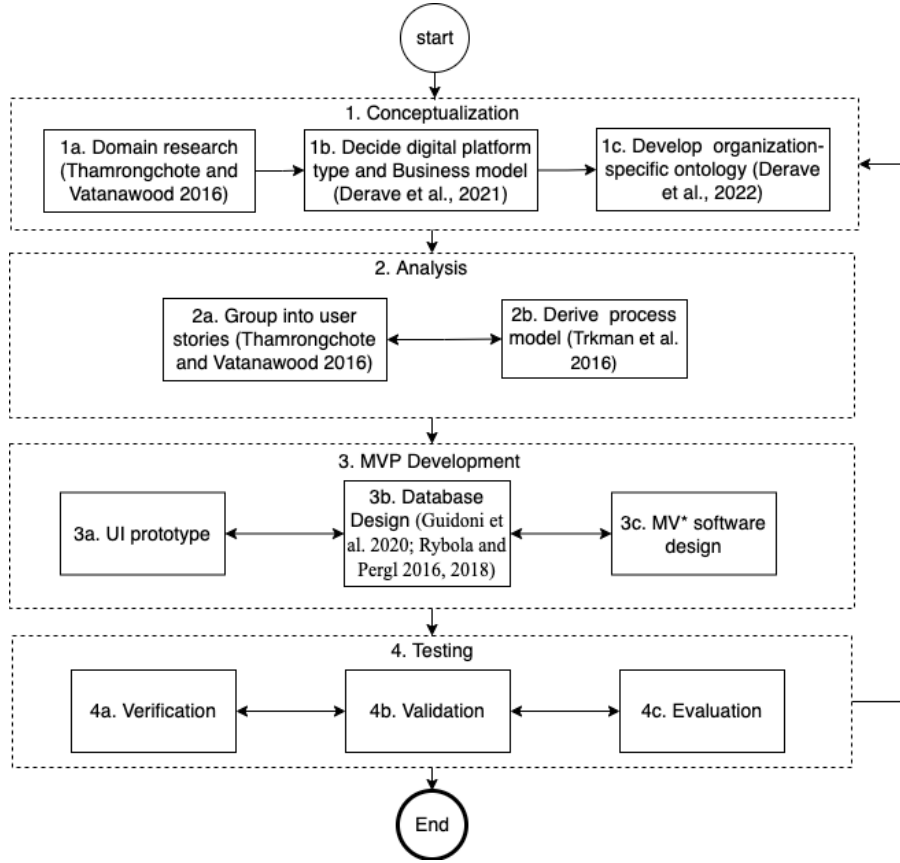 start
1. Conceptualization
1a. Domain research
(Thamrongchote and
Vatanawood 2016)
1b. Decide digital platform
type and Business model
(Derave et al., 2021)
1c. Develop organization-
specific ontology (Derave
et al., 2022)
2. Analysis
2a. Group into user
stories (Thamrongchote
and Vatanawood 2016)
2b. Derive process
model (Trkman et al.
2016)
3. MVP Development
3a. UI prototype
3b. Database
Design (Guidoni et
al. 2020; Rybola and
Pergl 2016, 2018)
3c. MV* software
design
4. Testing
4a. Verification
4b. Validation
4c. Evaluation
End